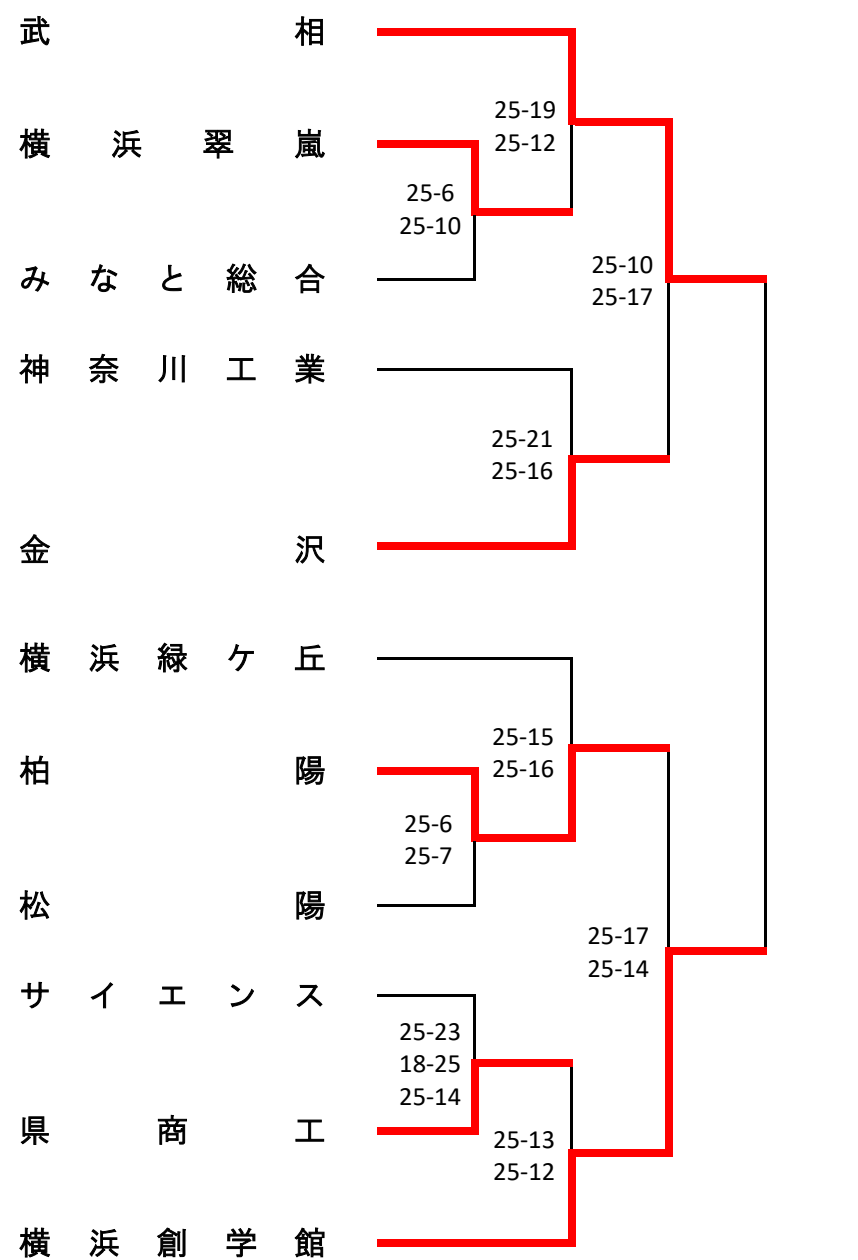 武相
25-19
25-12
横浜翠嵐
25-6
25-10
みなと総合
25-10
25-17
神奈川工業
25-21
25-16
金沢
横浜緑ケ丘
25-15
25-16
柏陽
25-6
25-7
松陽
25-17
25-14
サイエンス
25-23
18-25
25-14
県商工
25-13
25-12
横浜創学館